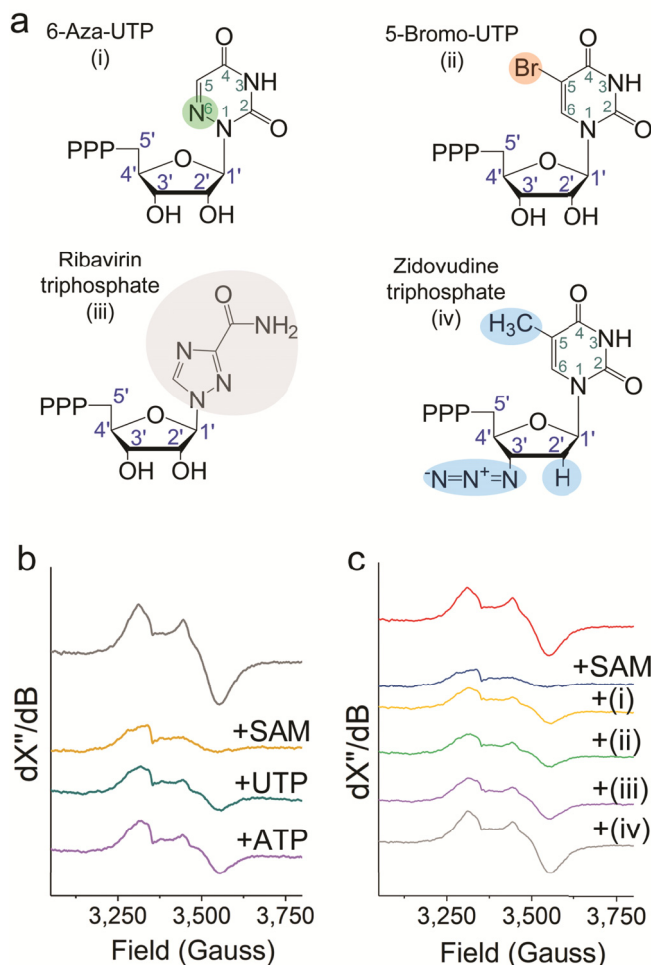 a
6-Aza-UTP
(i)
O
4
5
3
NH
N
6
1
2
N
O
PPP
5'
O
4'
1'
3'
2'
OH
OH
5-Bromo-UTP
(ii)
O
Br
4
5
3
NH
6
1
2
N
O
PPP
5'
O
4'
1'
3'
2'
OH
OH
Ribavirin
triphosphate
(iii)
O
NH2
N
N
N
PPP
5'
O
4'
1'
3'
2'
OH
OH
Zidovudine
triphosphate
(iv)
O
H3C
4
5
3
NH
6
1
2
N
O
PPP
5'
O
4'
1'
3'
2'
-N=N+=N
H
b
dX"/dB
+SAM
+UTP
+ATP
3,250
3,500
3,750
Field (Gauss)
c
dX"/dB
+SAM
+(i)
+(ii)
+(iii)
+(iv)
3,250
3,500
3,750
Field (Gauss)